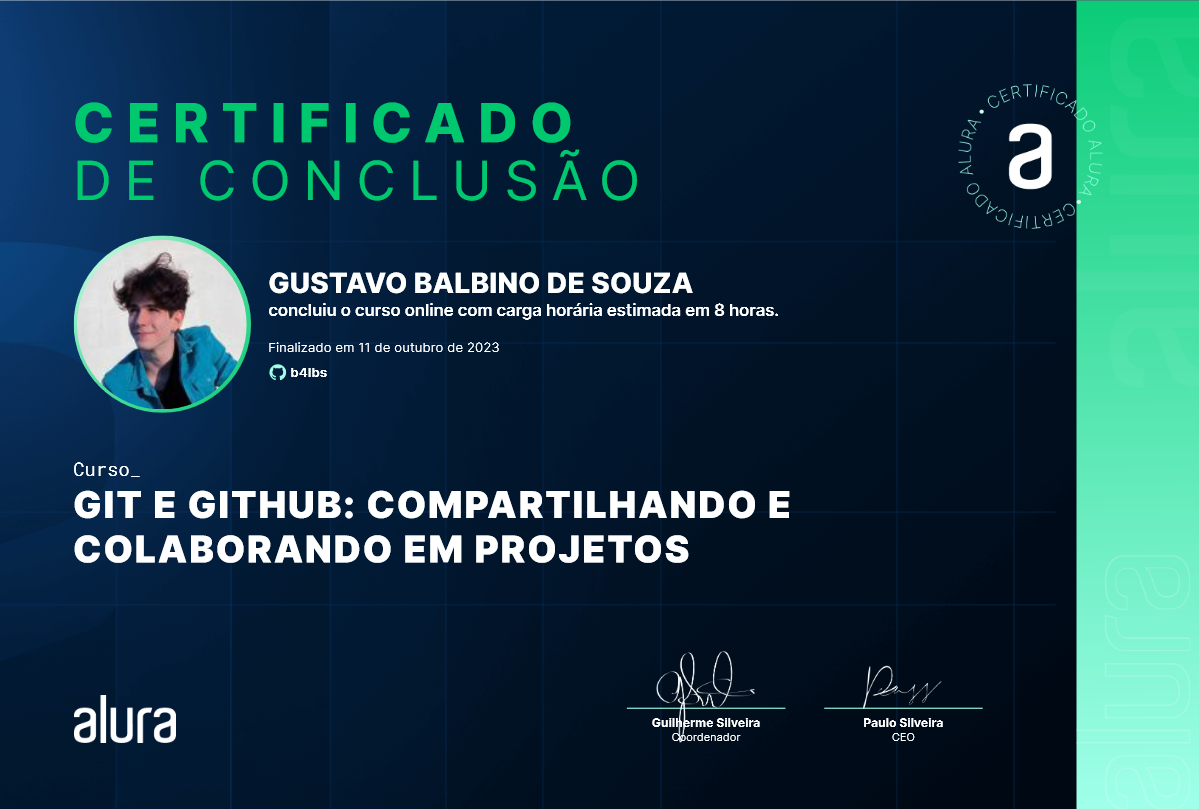 CERTIFICADO
DE CONCLUSÃO
CERTIFICADO ALURA • CERTIFICADO ALURA •
a
GUSTAVO BALBINO DE SOUZA
concluiu o curso online com carga horária estimada em 8 horas.
Finalizado em 11 de outubro de 2023
b4lbs
Curso_
GIT E GITHUB: COMPARTILHANDO E
COLABORANDO EM PROJETOS
alura
Guilherme Silveira
Coordenador
Paulo Silveira
CEO
alura
alura